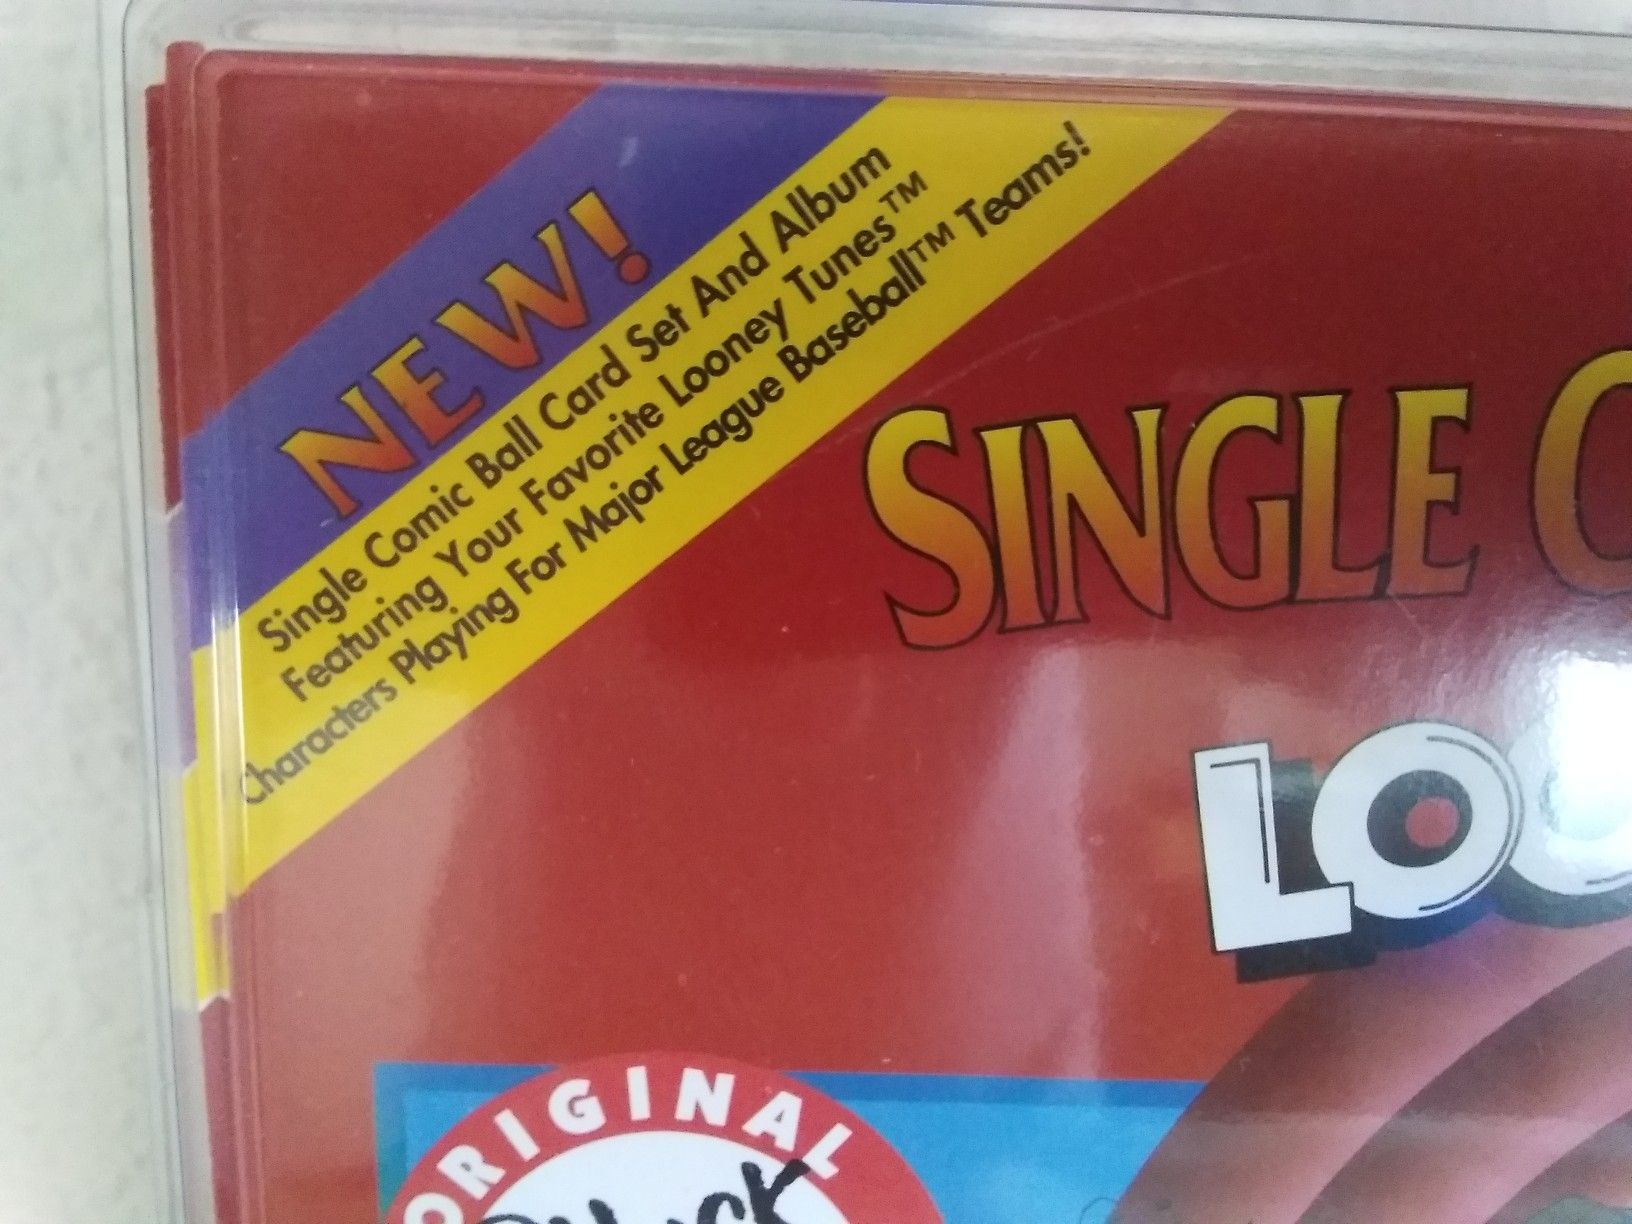 NEW!
Single Comic Ball Card Set And Album
Featuring Your Favorite Looney Tunes™
Characters Playing For Major League Baseball™ Teams!
SINGLE C
LOO
ORIGINAL
CHUCK